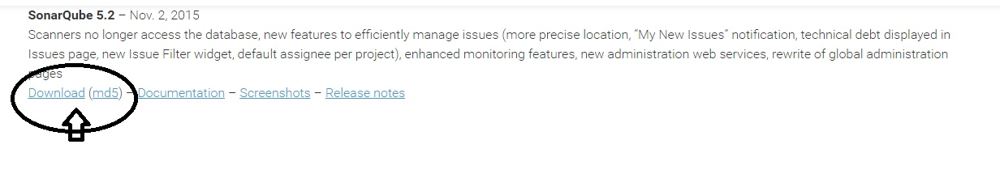 SonarQube 5.2 – Nov. 2, 2015
Scanners no longer access the database, new features to efficiently manage issues (more precise location, “My New Issues” notification, technical debt displayed in
Issues page, new Issue Filter widget, default assignee per project), enhanced monitoring features, new administration web services, rewrite of global administration
pages
Download (md5) – Documentation – Screenshots – Release notes